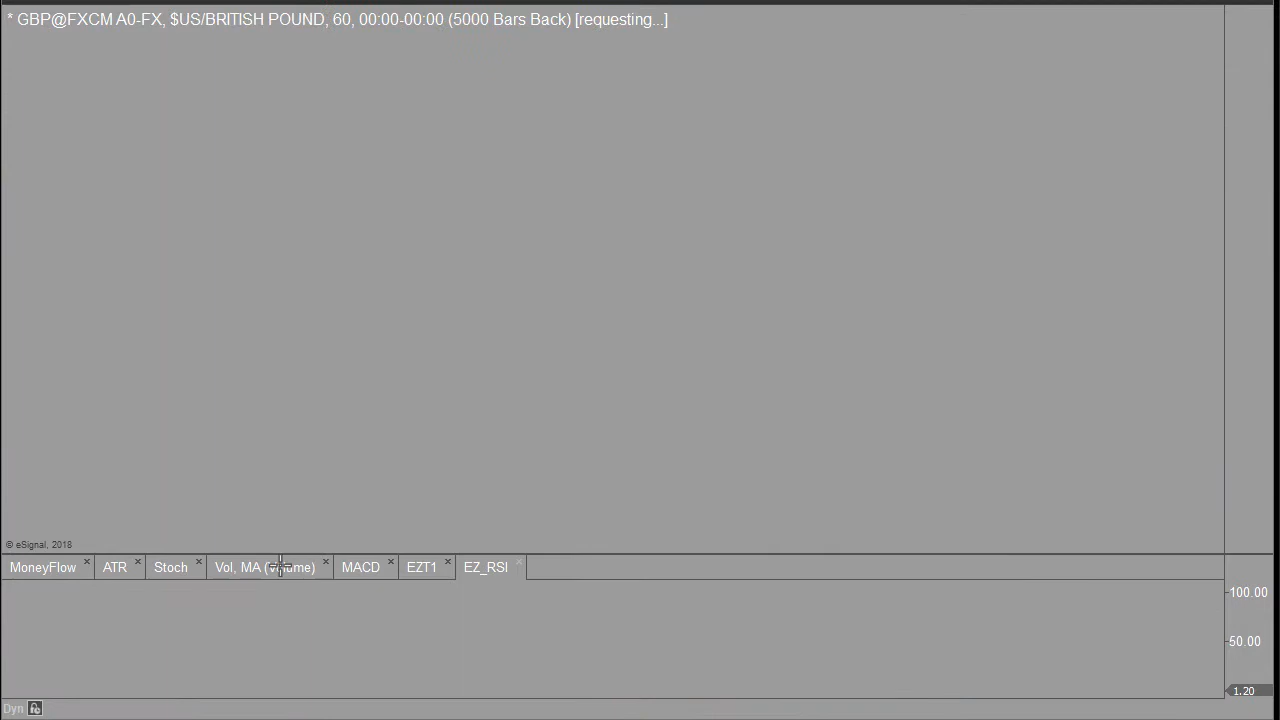 * GBP@FXCM A0-FX, $US/BRITISH POUND, 60, 00:00-00:00 (5000 Bars Back) [requesting...]
© eSignal, 2018
MoneyFlow ATR Stoch Vol, MA (Volume) MACD EZT1 EZ_RSI
100.00
50.00
1.20
Dyn